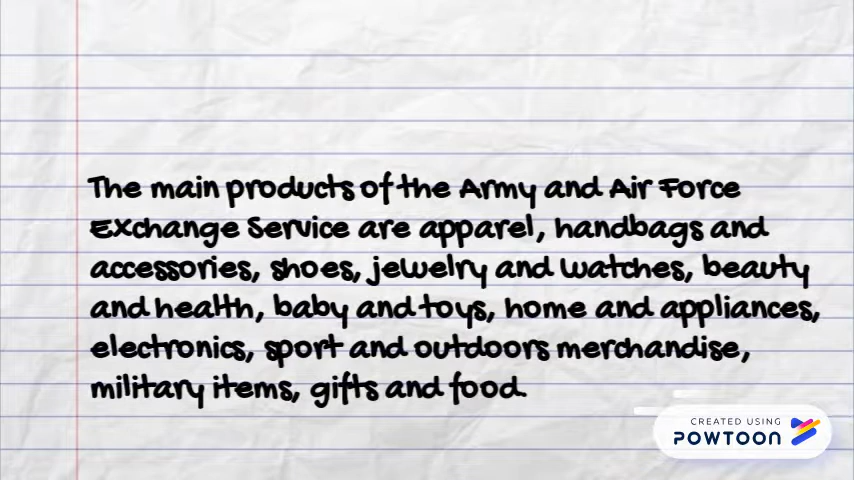 The main products of the Army and Air Force
EXchange Service are apparel, handbags and
accessories, shoes, jewelry and watches, beauty
and health, baby and toys, home and appliances,
electronics, sport and outdoors merchandise,
military items, gifts and food.
CREATED USING
POWTOON